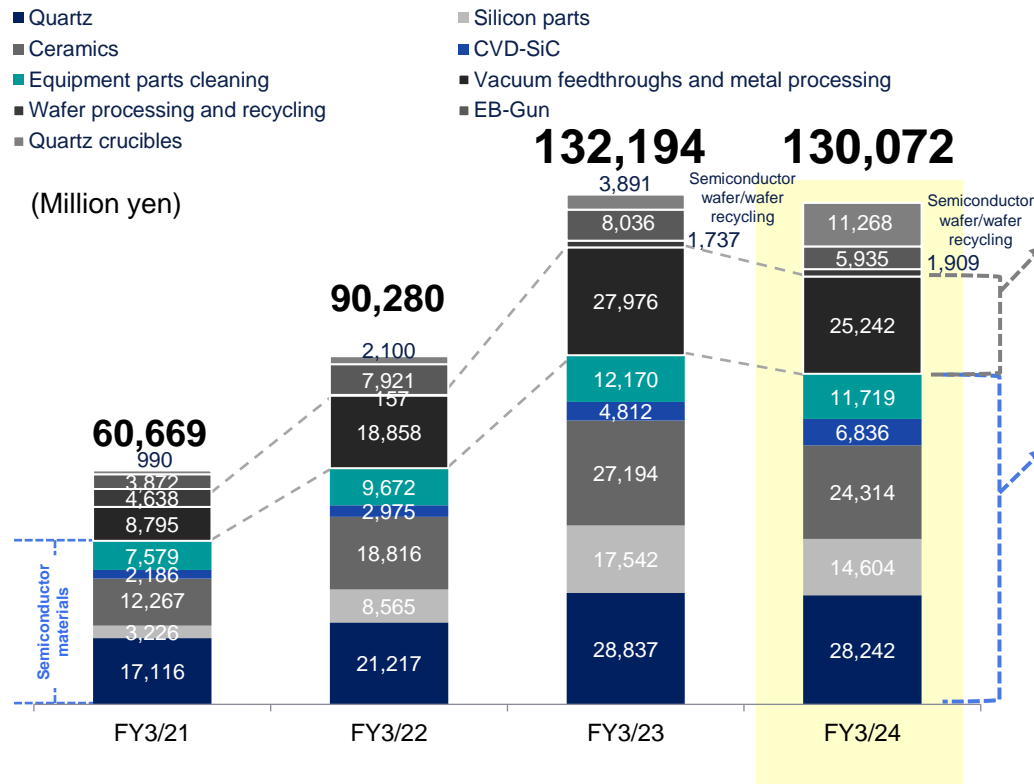 Quartz
Silicon parts
Ceramics
CVD-SiC
Equipment parts cleaning
Vacuum feedthroughs and metal processing
Wafer processing and recycling
EB-Gun
Quartz crucibles
(Million yen)
60,669
990
3,872
4,638
8,795
7,579
2,186
12,267
3,226
17,116
Semiconductor
materials
90,280
2,100
7,921
157
18,858
9,672
2,975
18,816
8,565
21,217
132,194
3,891
Semiconductor
wafer/wafer
recycling
8,036
1,737
27,976
12,170
4,812
27,194
17,542
28,837
130,072
Semiconductor
wafer/wafer
recycling
11,268
5,935
1,909
25,242
11,719
6,836
24,314
14,604
28,242
FY3/21
FY3/22
FY3/23
FY3/24